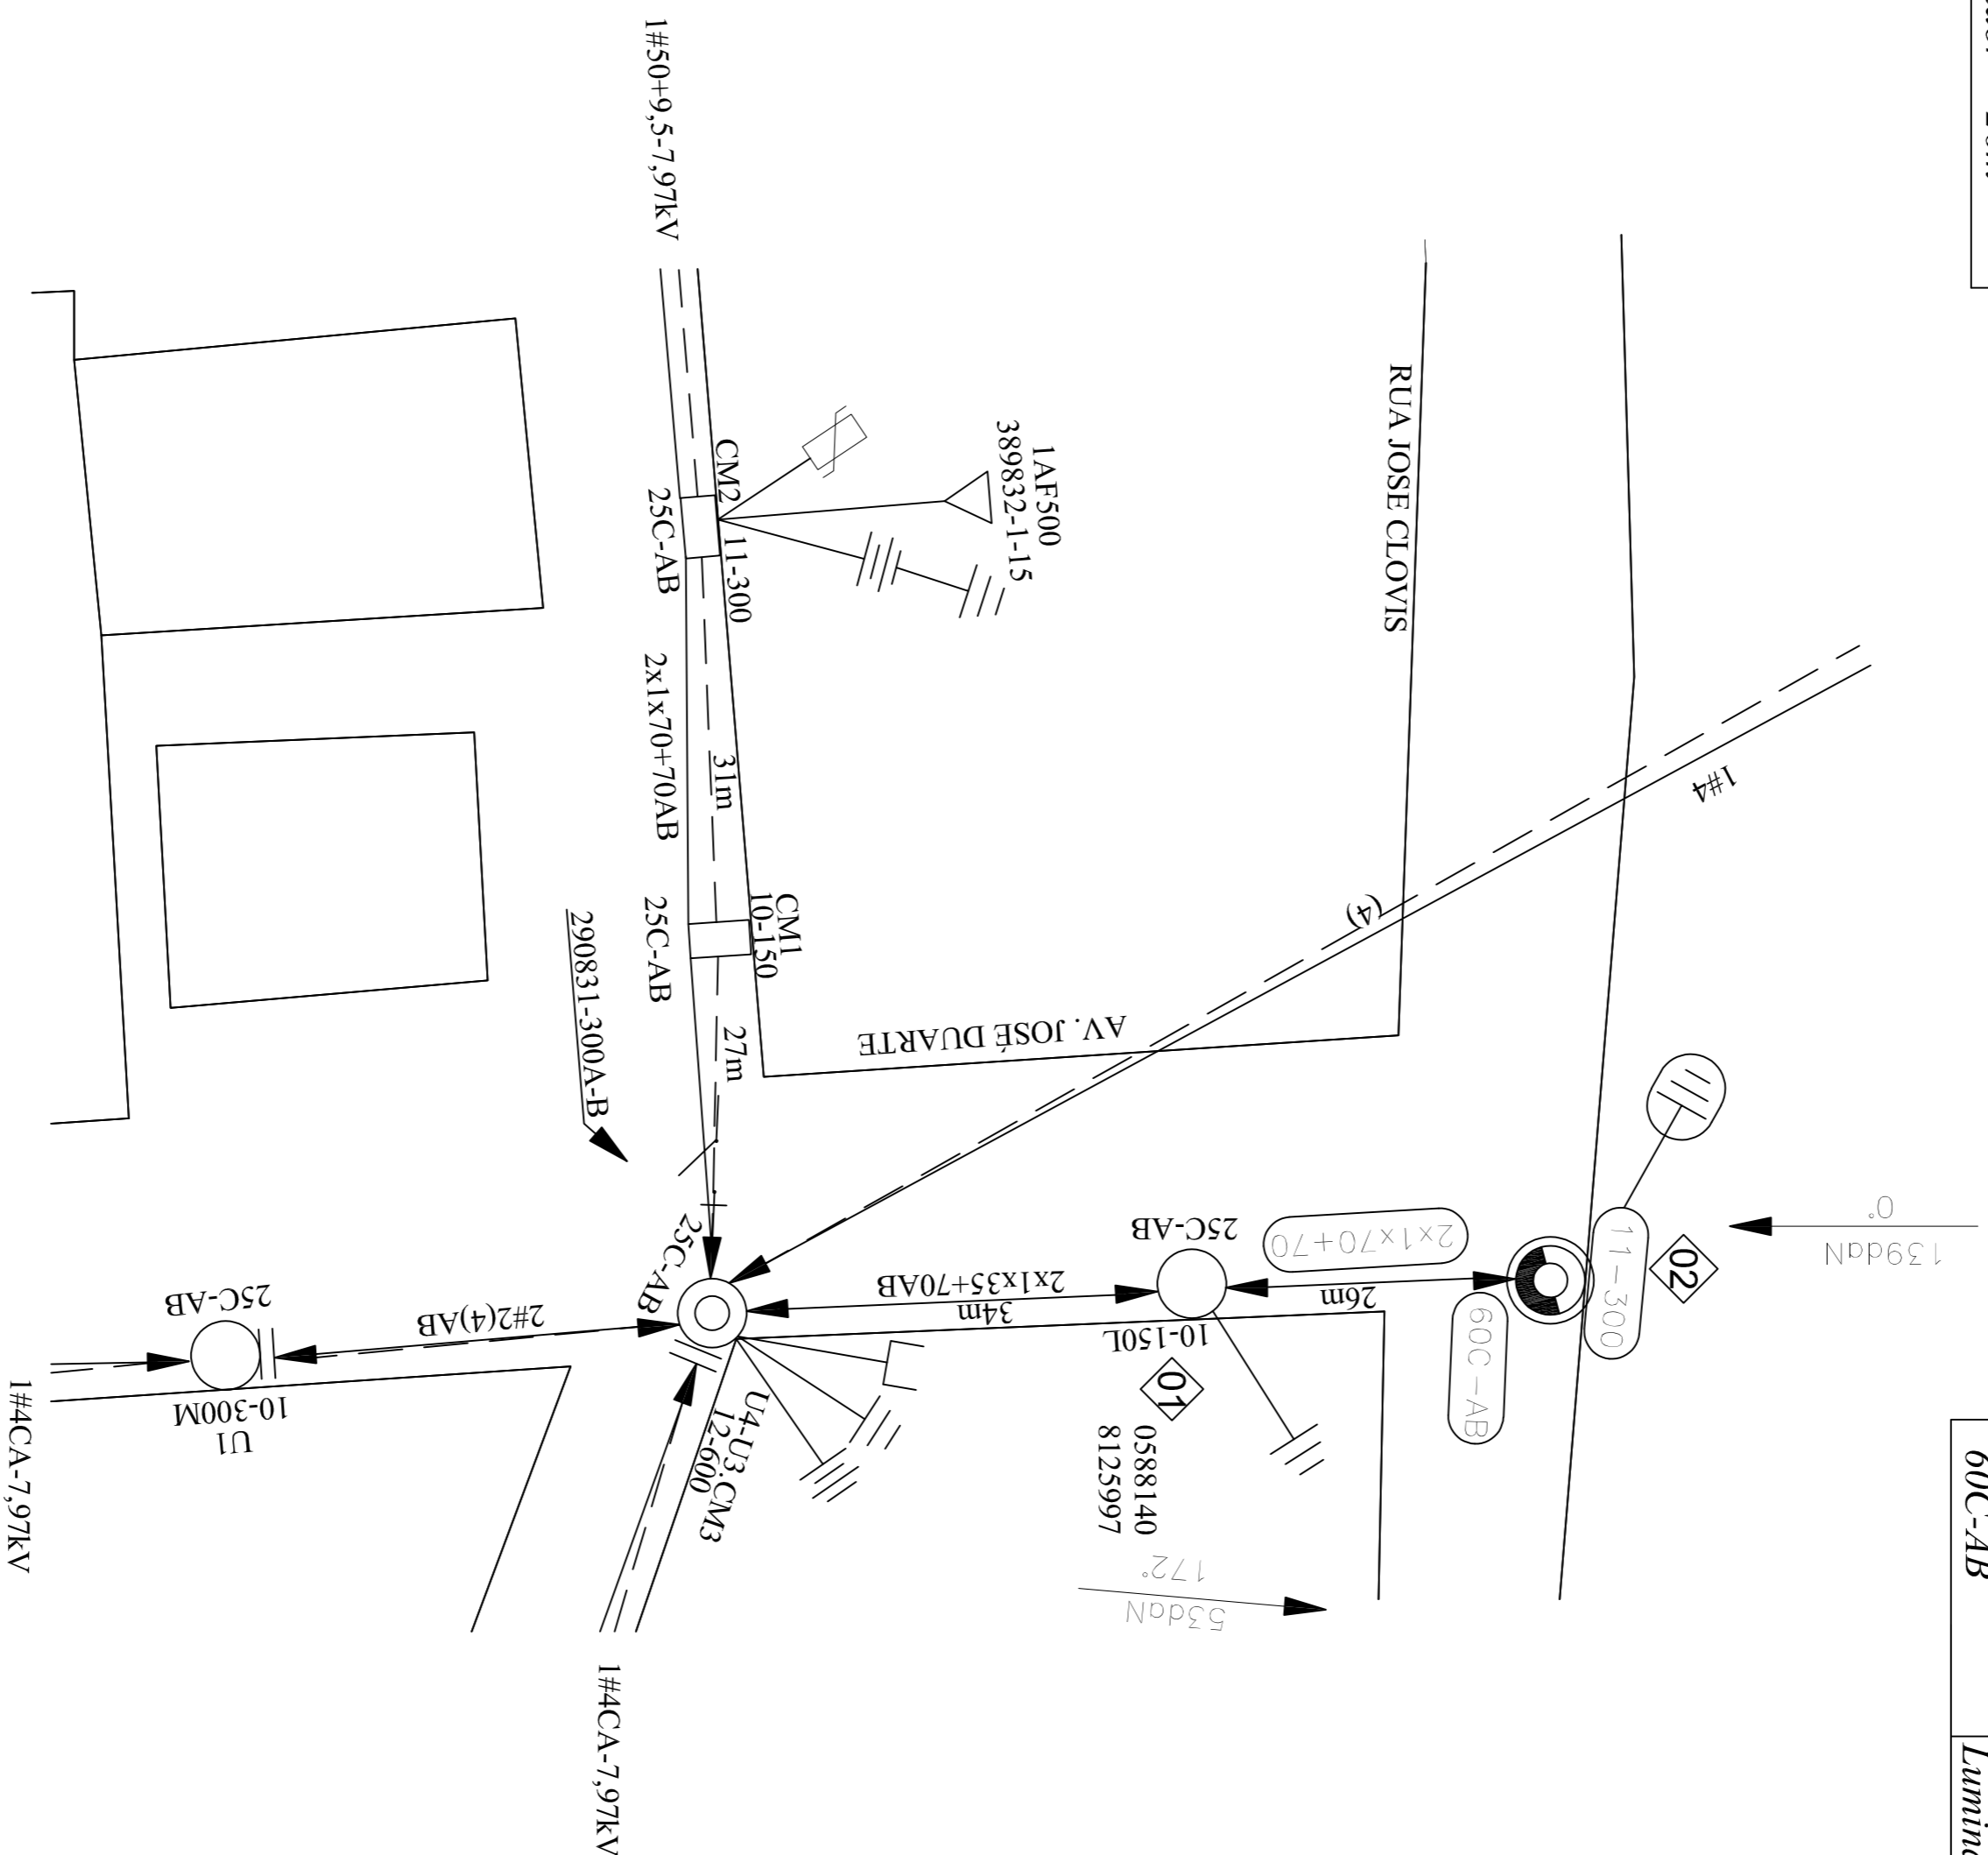 1#50+9,5-7,97kV
1AF500
389832-1-15
CM2
11-300
25C-AB
2x1x70+70AB
31m
RUA JOSE CLOVIS
1#4
(4)
CM1
10-150
25C-AB
27m
290831-300A-B
AV. JOSÉ DUARTE
25C-AB
2x1x35+70AB
34m
25C-AB
2x1x70+70
26m
11-300
02
0°
139daN
60C-AB
10-150L
01
0588140
8125997
172°
53daN
25C-AB
2#2(4)AB
10-300M
U1
U4-U3.CM3
12-600
1#4CA-7,97kV
1#4CA-7,97kV
60C-AB